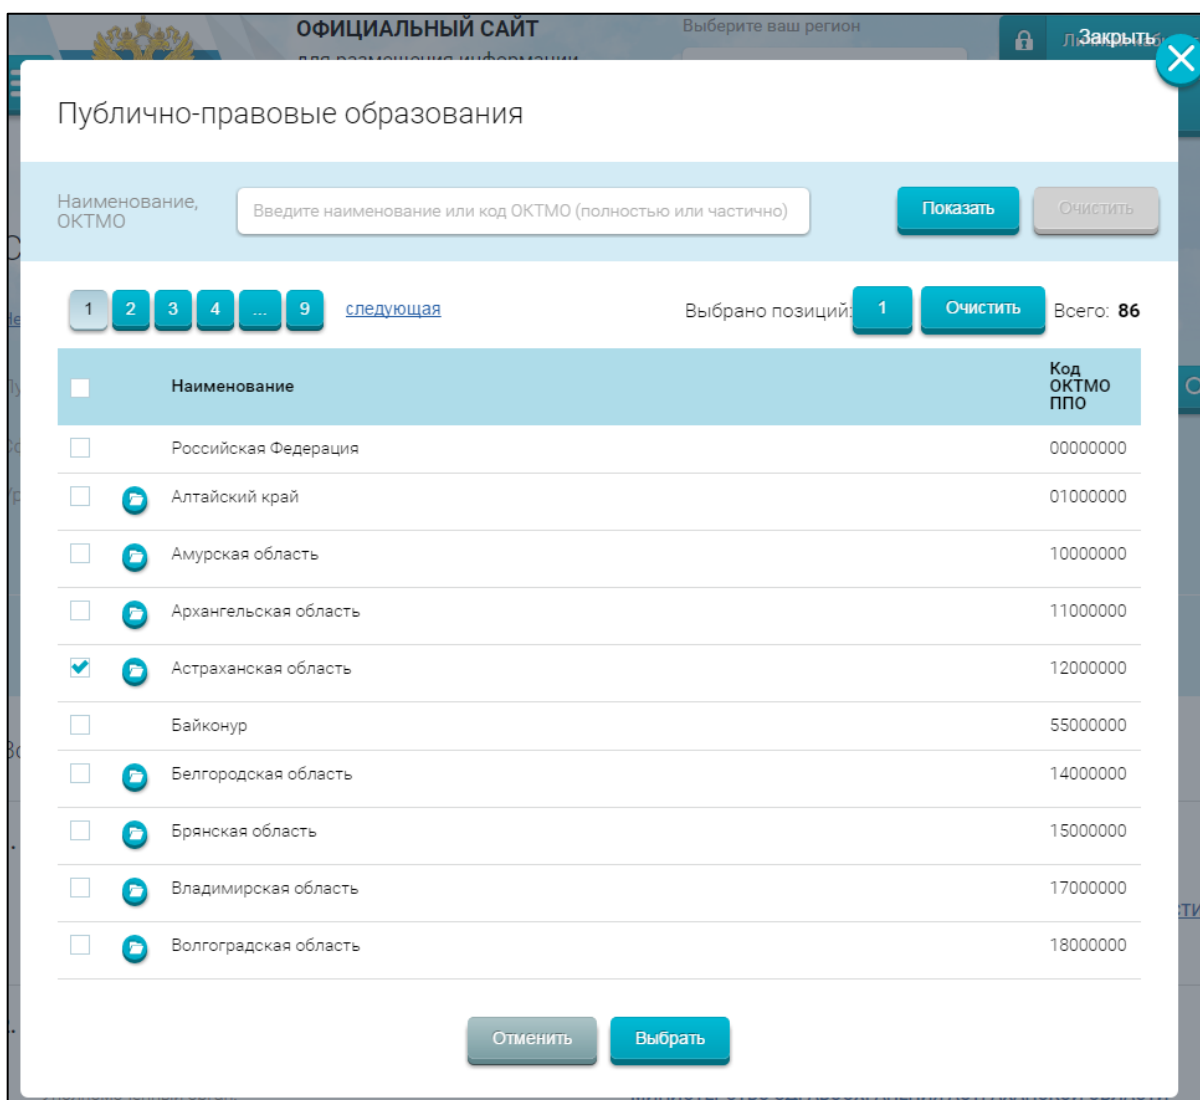 ОФИЦИАЛЬНЫЙ САЙТ
Выберите ваш регион
Закрыть
для размещения информации
Публично-правовые образования
Наименование,
ОКТМО
Введите наименование или код ОКТМО (полностью или частично)
Показать
Очистить
1 2 3 4 ... 9 следующая
Выбрано позиций: 1 Очистить Всего: 86
Наименование
Код
ОКТМО
ППО
Российская Федерация 00000000
Алтайский край 01000000
Амурская область 10000000
Архангельская область 11000000
Астраханская область 12000000
Байконур 55000000
Белгородская область 14000000
Брянская область 15000000
Владимирская область 17000000
Волгоградская область 18000000
Отменить
Выбрать